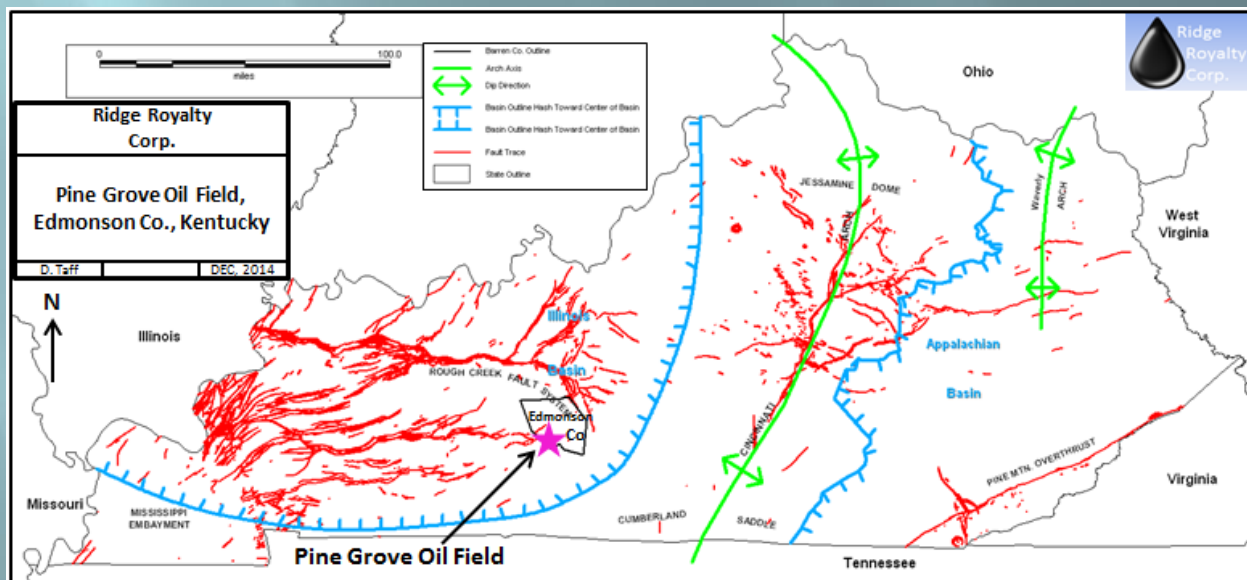 0
100.0
miles
Barren Co. Outline
Arch Axis
Dip Direction
Basin Outline Hash Toward Center of Basin
Basin Outline Hash Toward Center of Basin
Fault Trace
State Outline
Ridge
Royalty
Corp.
Ridge Royalty
Corp.
Pine Grove Oil Field,
Edmonson Co., Kentucky
D. Taff
DEC, 2014
N
Ohio
JESSAMINE DOME
Waverly
ARCH
West
Virginia
ARCH
Illinois
Illinois
Basin
ROUGH CREEK FAULT SYSTEM
Edmonson
Co
Appalachian
Basin
CINCINNATI
PINE MTN. OVERTHRUST
Virginia
Missouri
MISSISSIPPI
EMBAYMENT
CUMBERLAND
SADDLE
Pine Grove Oil Field
Tennessee